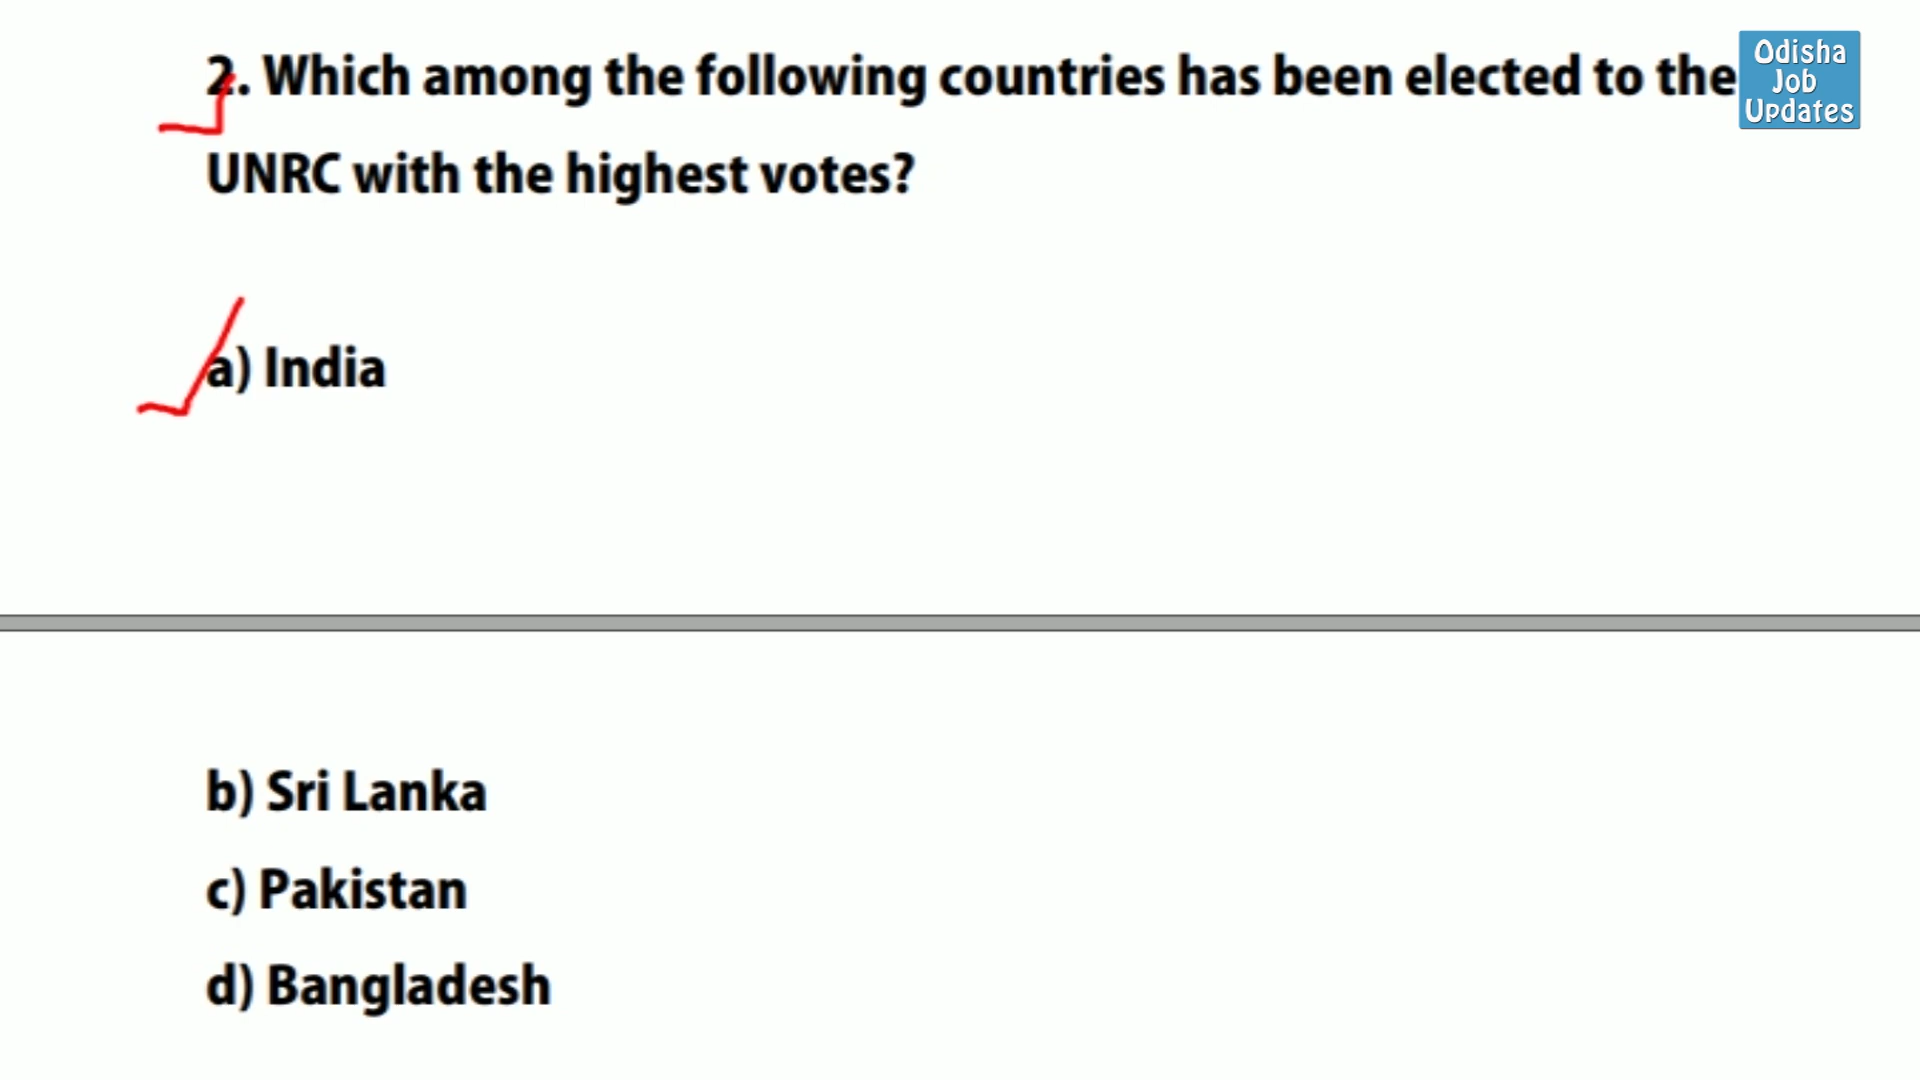 2. Which among the following countries has been elected to the
UNRC with the highest votes?
Odisha
Job
Updates
a) India
b) Sri Lanka
c) Pakistan
d) Bangladesh